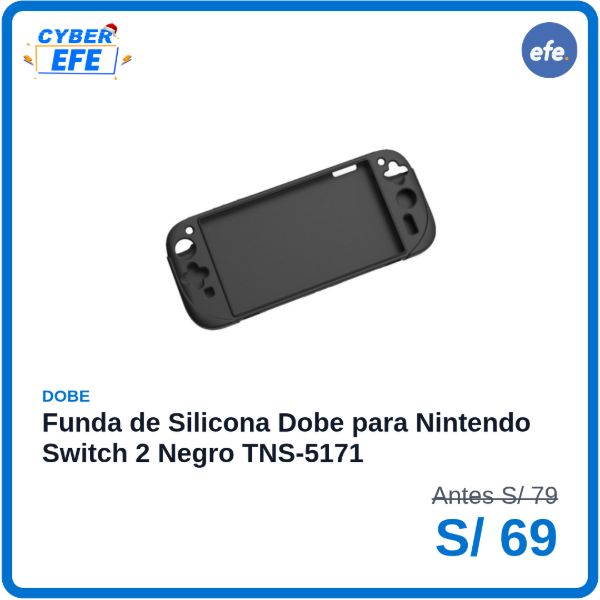 CYBER
EFE
efe.
DOBE
Funda de Silicona Dobe para Nintendo
Switch 2 Negro TNS-5171
Antes S/ 79
S/ 69